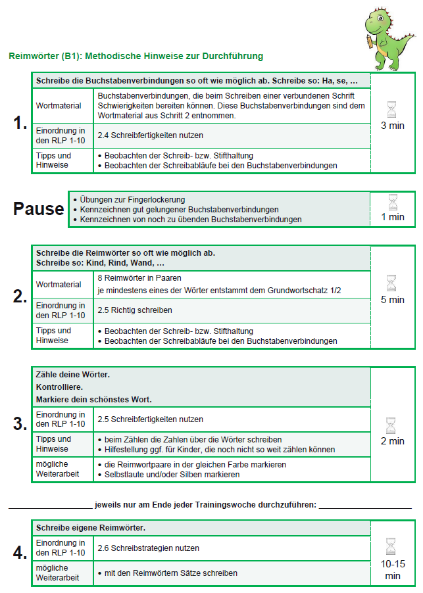 Reimwörter (B1): Methodische Hinweise zur Durchführung
1.
Schreibe die Buchstabenverbindungen so oft wie möglich ab. Schreibe so: Ha, se, …
Wortmaterial
Buchstabenverbindungen, die beim Schreiben einer verbundenen Schrift
Schwierigkeiten bereiten können. Diese Buchstabenverbindungen sind dem
Wortmaterial aus Schritt 2 entnommen.
Einordnung in
den RLP 1-10
2.4 Schreibfertigkeiten nutzen
Tipps und
Hinweise
• Beobachten der Schreib- bzw. Stifthaltung
• Beobachten der Schreibabläufe bei den Buchstabenverbindungen
3 min
Pause
• Übungen zur Fingerlockerung
• Kennzeichnen gut gelungener Buchstabenverbindungen
• Kennzeichnen von noch zu übenden Buchstabenverbindungen
1 min
2.
Schreibe die Reimwörter so oft wie möglich ab.
Schreibe so: Kind, Rind, Wand, …
Wortmaterial
8 Reimwörter in Paaren
je mindestens eines der Wörter entstammt dem Grundwortschatz 1/2
Einordnung in
den RLP 1-10
2.5 Richtig schreiben
Tipps und
Hinweise
• Beobachten der Schreib- bzw. Stifthaltung
• Beobachten der Schreibabläufe bei den Buchstabenverbindungen
5 min
3.
Zähle deine Wörter.
Kontrolliere.
Markiere dein schönstes Wort.
Einordnung in
den RLP 1-10
2.5 Schreibfertigkeiten nutzen
Tipps und
Hinweise
• beim Zählen die Zahlen über die Wörter schreiben
• Hilfestellung ggf. für Kinder, die noch nicht so weit zählen können
mögliche
Weiterarbeit
• die Reimwortpaare in der gleichen Farbe markieren
• Selbstlaute und/oder Silben markieren
2 min
jeweils nur am Ende jeder Trainingswoche durchzuführen:
4.
Schreibe eigene Reimwörter.
Einordnung in
den RLP 1-10
2.6 Schreibstrategien nutzen
mögliche
Weiterarbeit
• mit den Reimwörtern Sätze schreiben
10-15
min